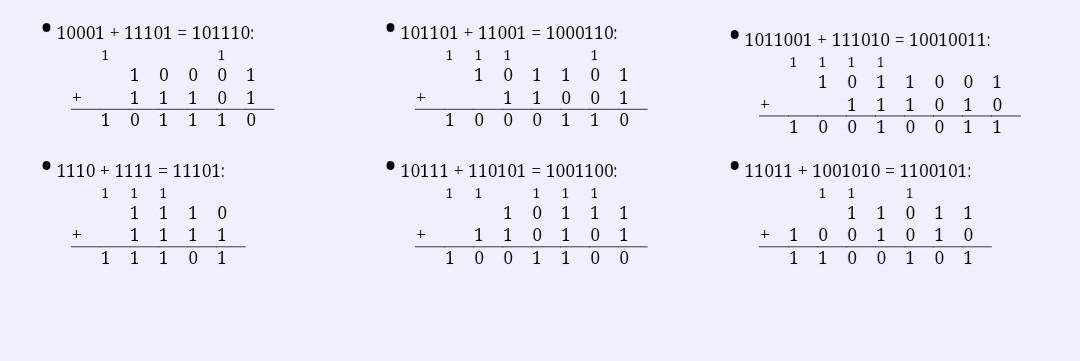 • 10001 + 11101 = 101110:
1 1
1 0 0 0 1
+ 1 1 1 0 1
1 0 1 1 1 0
• 1110 + 1111 = 11101:
1 1 1
1 1 1 0
+ 1 1 1 1
1 1 1 0 1
• 101101 + 11001 = 1000110:
1 1 1 1
1 0 1 1 0 1
+ 1 1 0 0 1
1 0 0 0 1 1 0
• 10111 + 110101 = 1001100:
1 1 1 1 1
1 0 1 1 1
+ 1 1 0 1 0 1
1 0 0 1 1 0 0
• 1011001 + 111010 = 10010011:
1 1 1 1
1 0 1 1 0 0 1
+ 1 1 1 0 1 0
1 0 0 1 0 0 1 1
• 11011 + 1001010 = 1100101:
1 1 1
1 1 0 1 1
+ 1 0 0 1 0 1 0
1 1 0 0 1 0 1